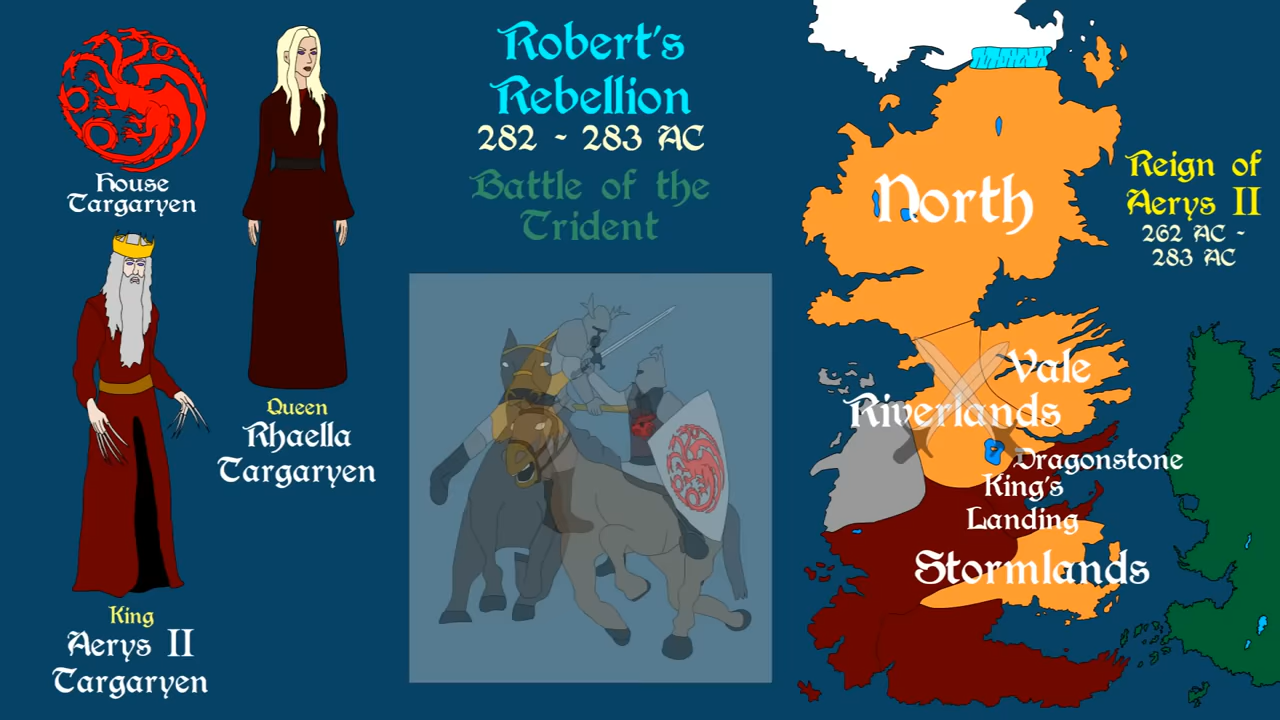 House
Targaryen
King
Aerys II
Targaryen
Queen
Rhaella
Targaryen
Robert's
Rebellion
282 - 283 AC
Battle of the
Trident
North
Vale
Riverlands
Dragonstone
King's
Landing
Stormlands
Reign of
Aerys II
262 AC -
283 AC